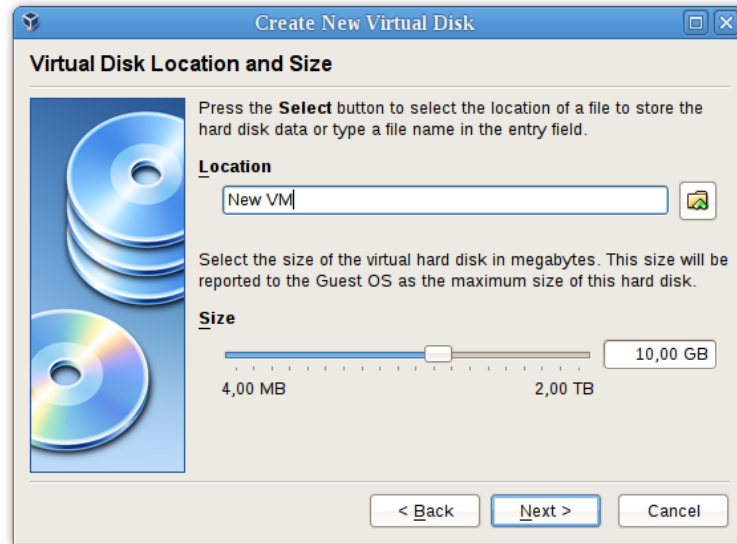 Create New Virtual Disk
Virtual Disk Location and Size
Press the Select button to select the location of a file to store the
hard disk data or type a file name in the entry field.
Location
New VM
Select the size of the virtual hard disk in megabytes. This size will be
reported to the Guest OS as the maximum size of this hard disk.
Size
10,00 GB
4,00 MB 2,00 TB
< Back Next > Cancel